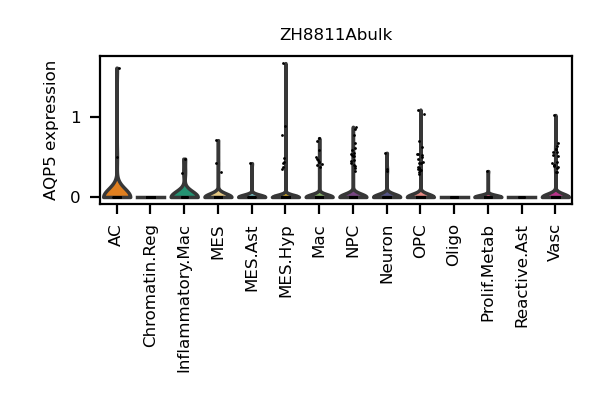 ZH8811Abulk
AQP5 expression
1
0
AC
Chromatin.Reg
Inflammatory.Mac
MES
MES.Ast
MES.Hyp
Mac
NPC
Neuron
OPC
Oligo
Prolif.Metab
Reactive.Ast
Vasc